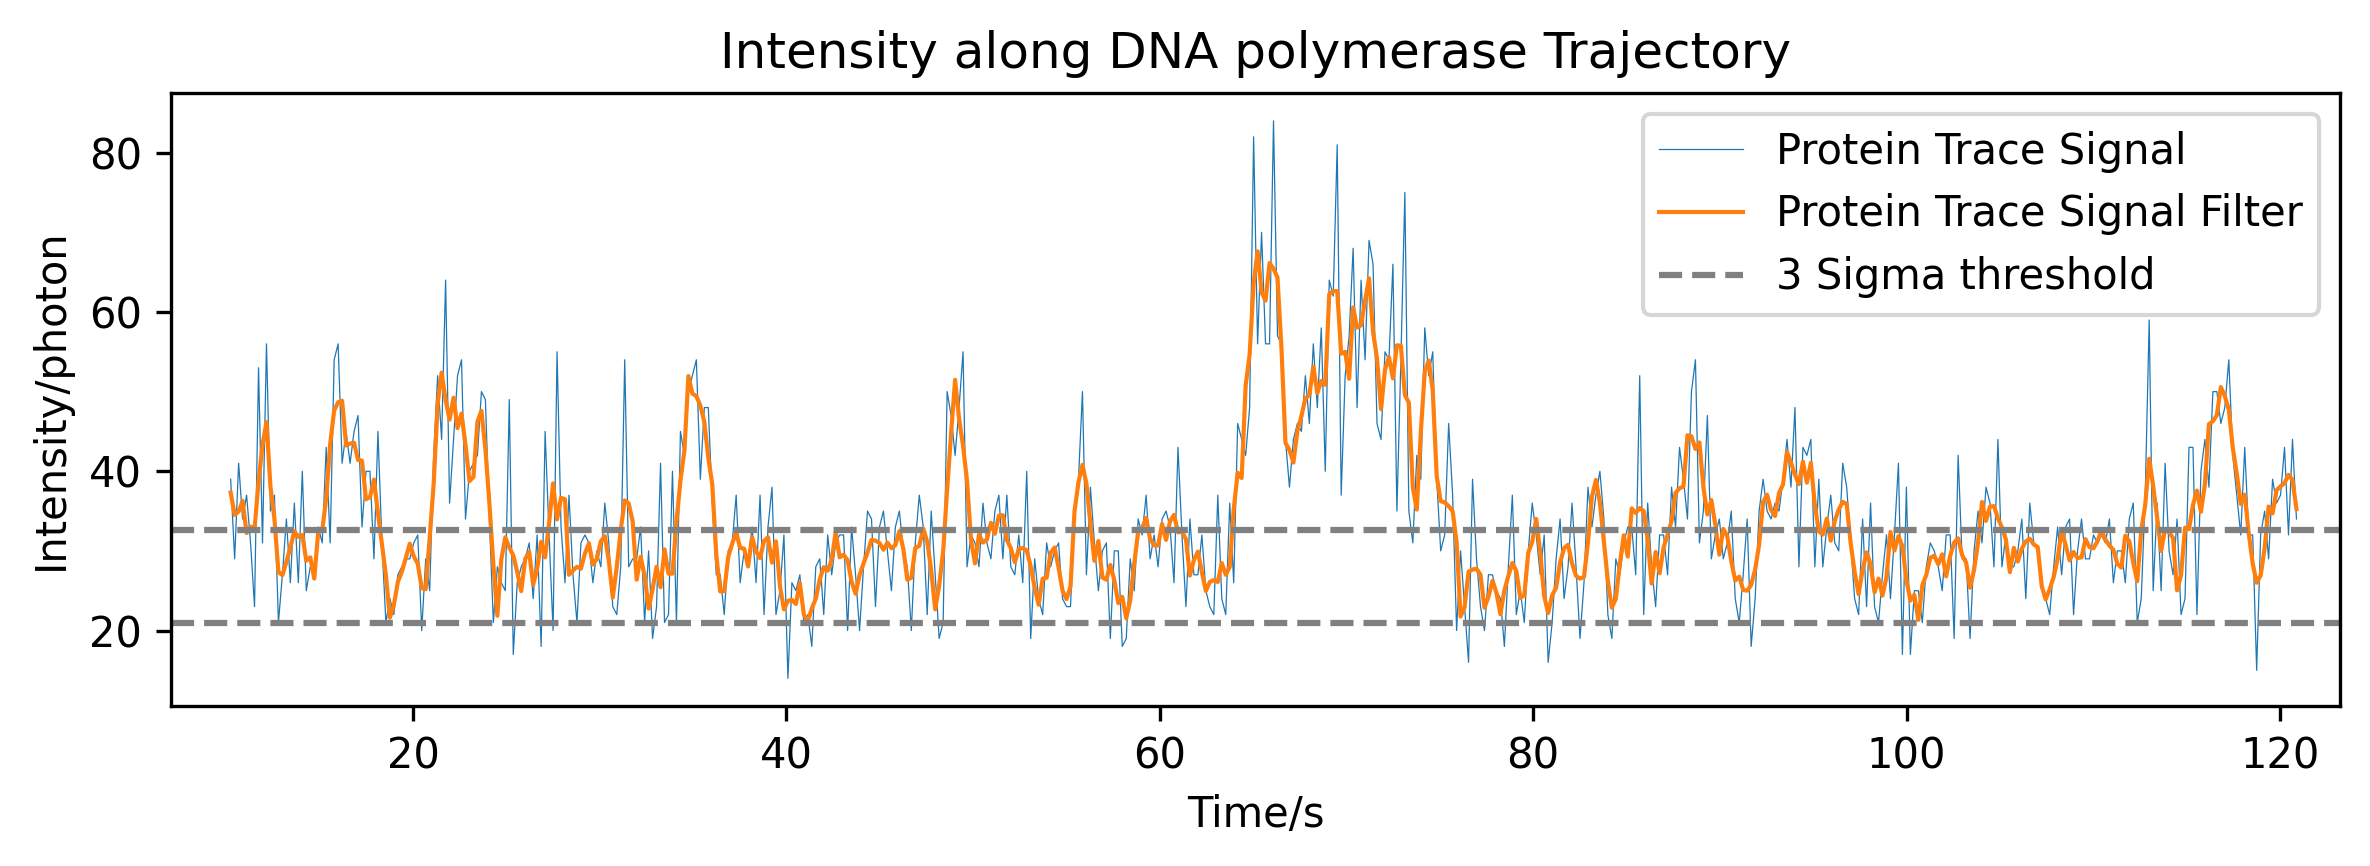 Intensity along DNA polymerase Trajectory
Intensity/photon
80
60
40
20
Protein Trace Signal
Protein Trace Signal Filter
3 Sigma threshold
20 40 60 80 100 120
Time/s